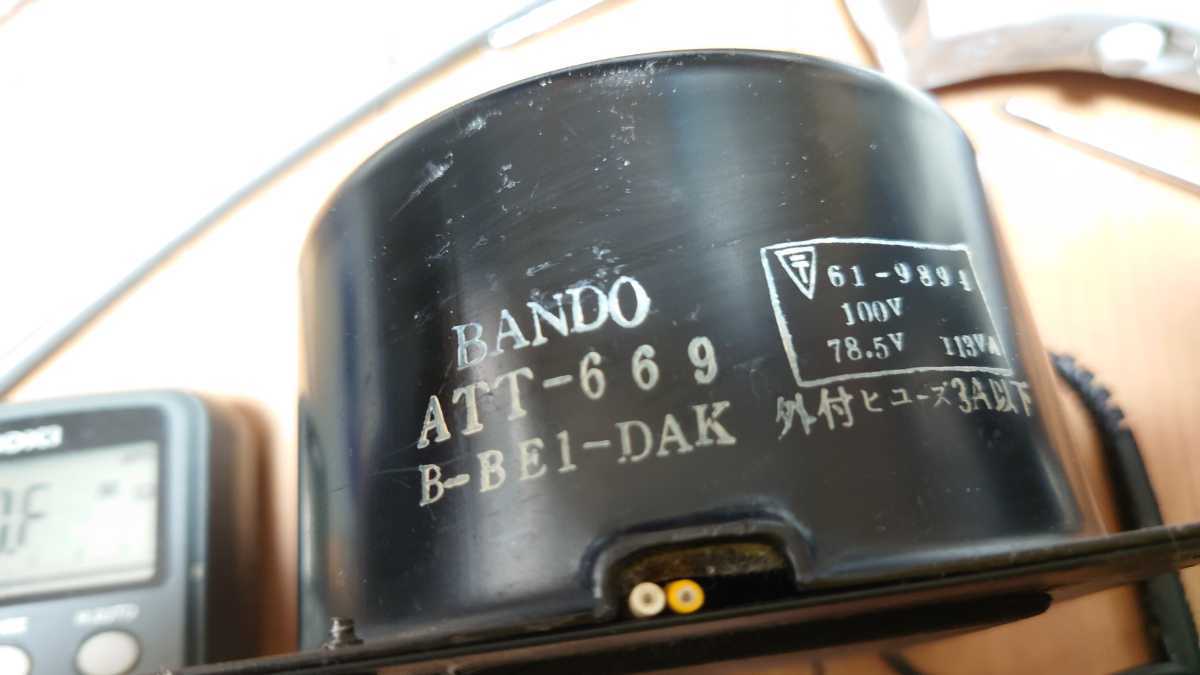 BANDO
ATT-669
B-BE1-DAK
〒 61-9894
100V
78.5V 113VA
外付ヒューズ3A以下